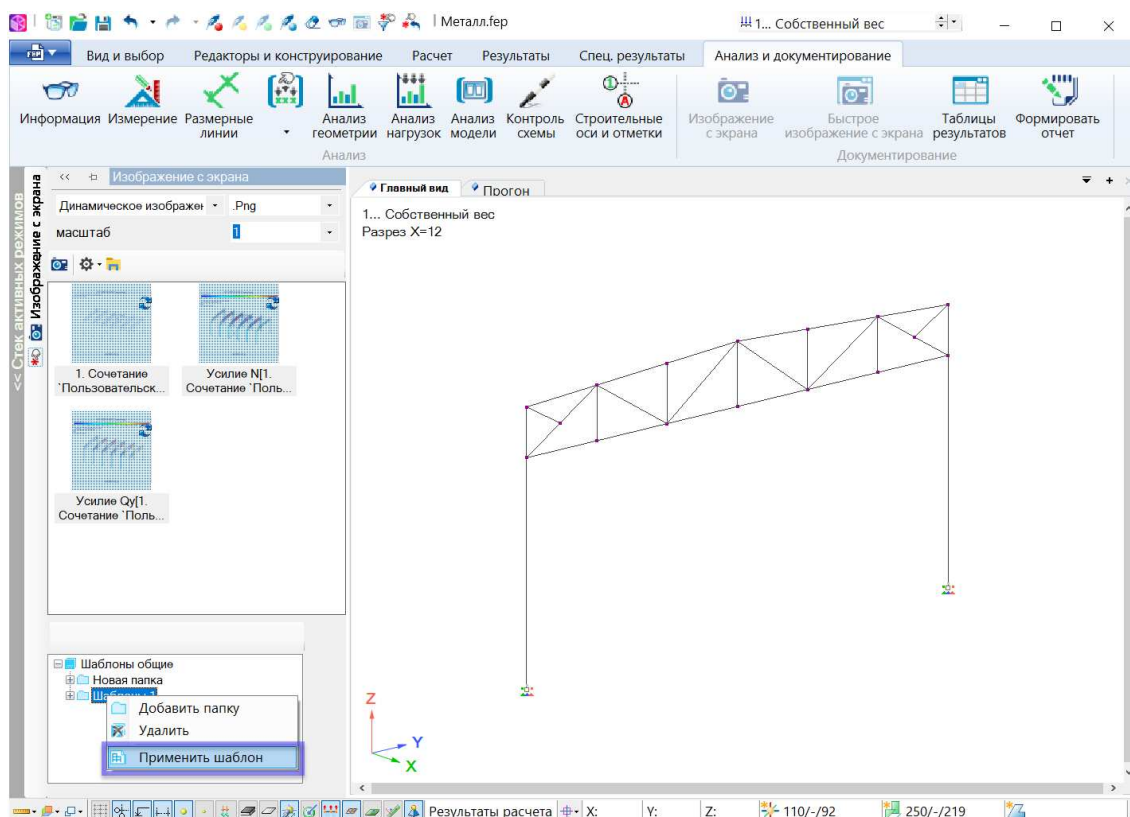 Металл.fep
1... Собственный вес
Вид и выбор Редакторы и конструирование Расчет Результаты Спец. результаты Анализ и документирование
Информация Измерение Размерные линии Анализ геометрии Анализ нагрузок Анализ модели Контроль схемы Строительные оси и отметки Изображение с экрана Быстрое изображение с экрана Таблицы результатов Формировать отчет
Анализ Документирование
<< Стек активных режимов
Изображение с экрана
<< Изображение с экрана
Динамическое изображен .Png
масштаб 1
1. Сочетание
`Пользовательск...
Усилие N[1.
Сочетание `Поль...
Усилие Qy[1.
Сочетание `Поль...
Шаблоны общие
Новая папка
Шаблоны 1
Добавить папку
Удалить
Применить шаблон
Главный вид Прогон
1... Собственный вес
Разрез X=12
Z
Y
X
Результаты расчета X: Y: Z: 110/-/92 250/-/219